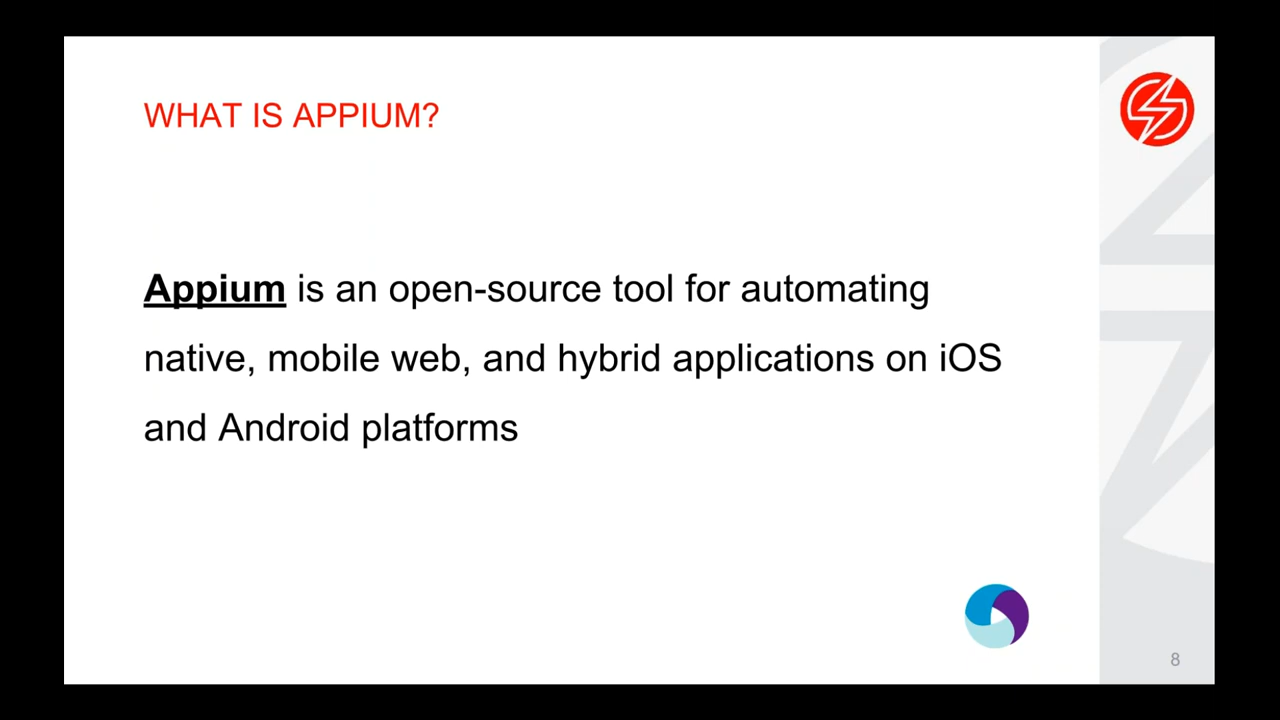 WHAT IS APPIUM?
Appium is an open-source tool for automating
native, mobile web, and hybrid applications on iOS
and Android platforms
8